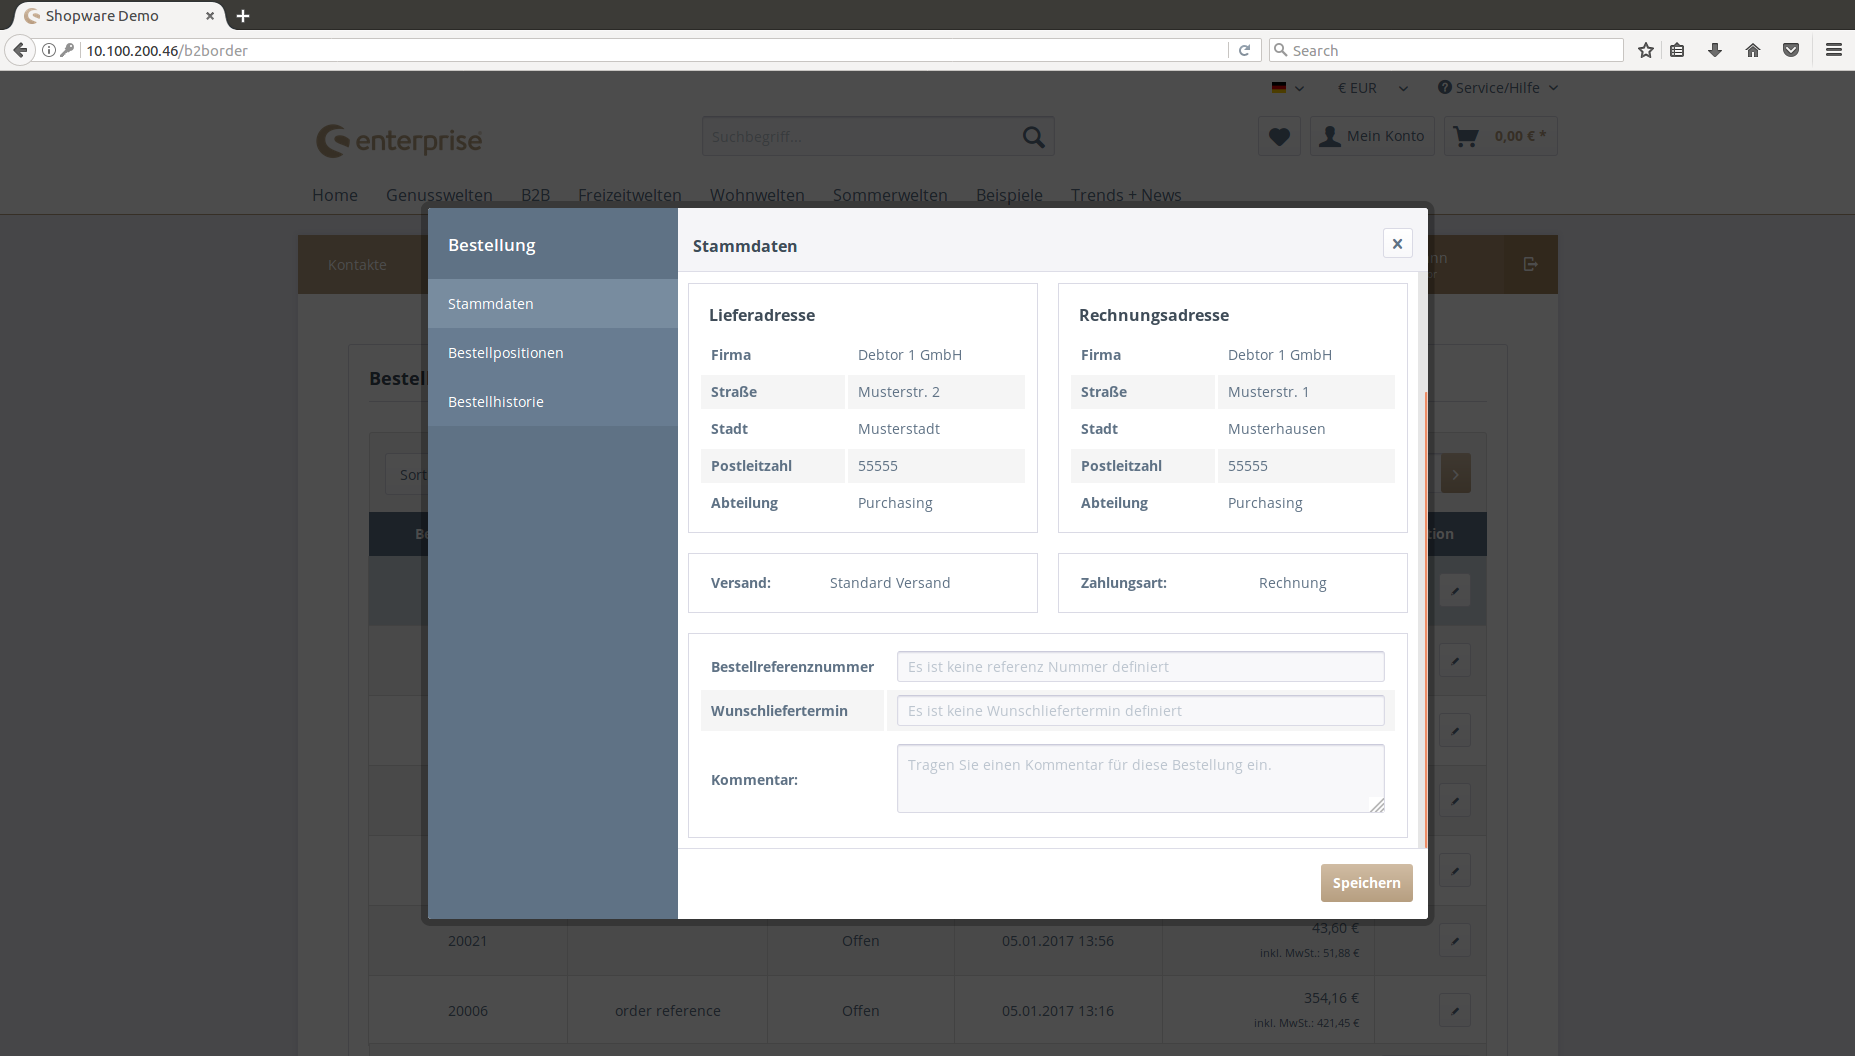 Shopware Demo
10.100.200.46/b2border
Search
€ EUR
Service/Hilfe
enterprise
Suchbegriff...
Mein Konto
0,00 € *
Home Genusswelten B2B Freizeitwelten Wohnwelten Sommerwelten Beispiele Trends + News
Kontakte
Bestellung
Stammdaten
Bestellpositionen
Bestellhistorie
Stammdaten
Lieferadresse
Firma Debtor 1 GmbH
Straße Musterstr. 2
Stadt Musterstadt
Postleitzahl 55555
Abteilung Purchasing
Rechnungsadresse
Firma Debtor 1 GmbH
Straße Musterstr. 1
Stadt Musterhausen
Postleitzahl 55555
Abteilung Purchasing
Versand: Standard Versand
Zahlungsart: Rechnung
Bestellreferenznummer Es ist keine referenz Nummer definiert
Wunschliefertermin Es ist keine Wunschliefertermin definiert
Kommentar: Tragen Sie einen Kommentar für diese Bestellung ein.
Speichern
20021 Offen 05.01.2017 13:56 43,60 €
inkl. MwSt.: 51,88 €
20006 order reference Offen 05.01.2017 13:16 354,16 €
inkl. MwSt.: 421,45 €